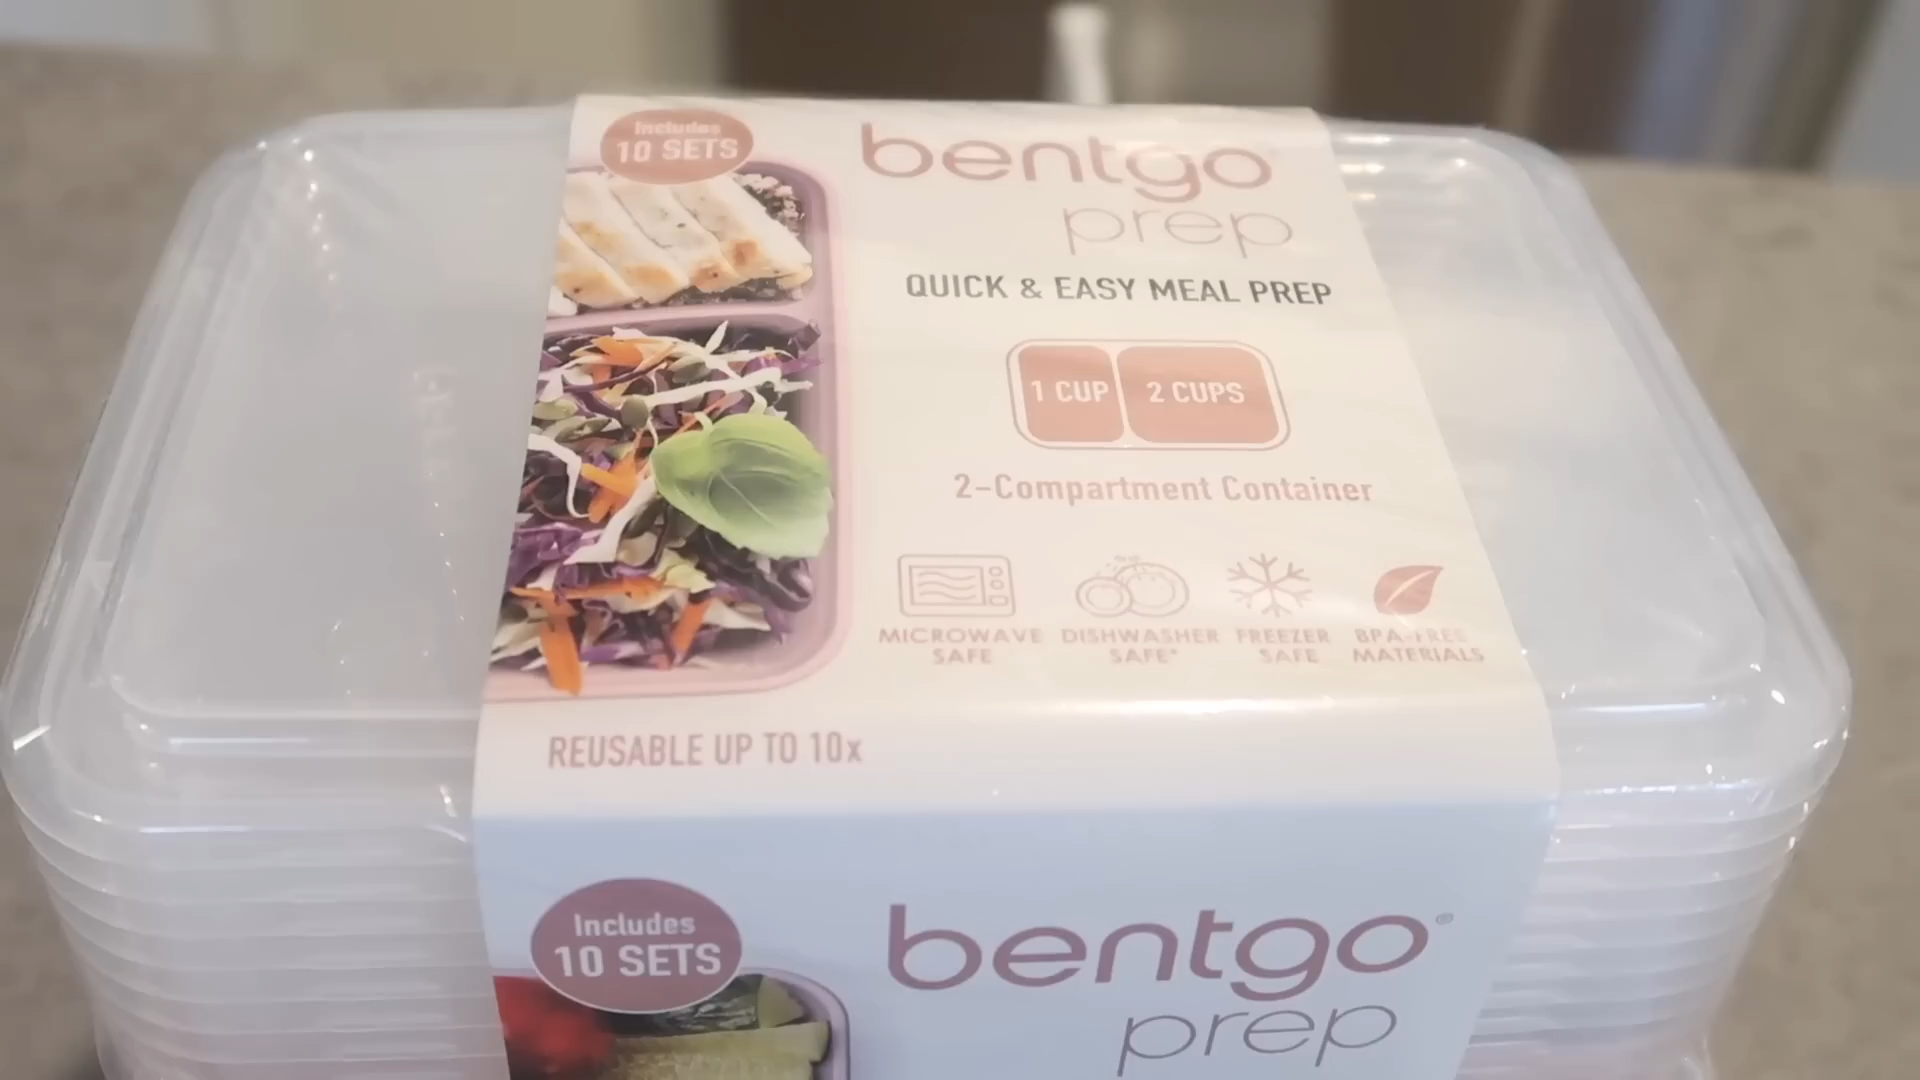 Includes
10 SETS
bentgo
prep
QUICK & EASY MEAL PREP
1 CUP
2 CUPS
2-Compartment Container
MICROWAVE
SAFE
DISHWASHER
SAFE*
FREEZER
SAFE
BPA-FREE
MATERIALS
REUSABLE UP TO 10x
Includes
10 SETS
bentgo®
prep